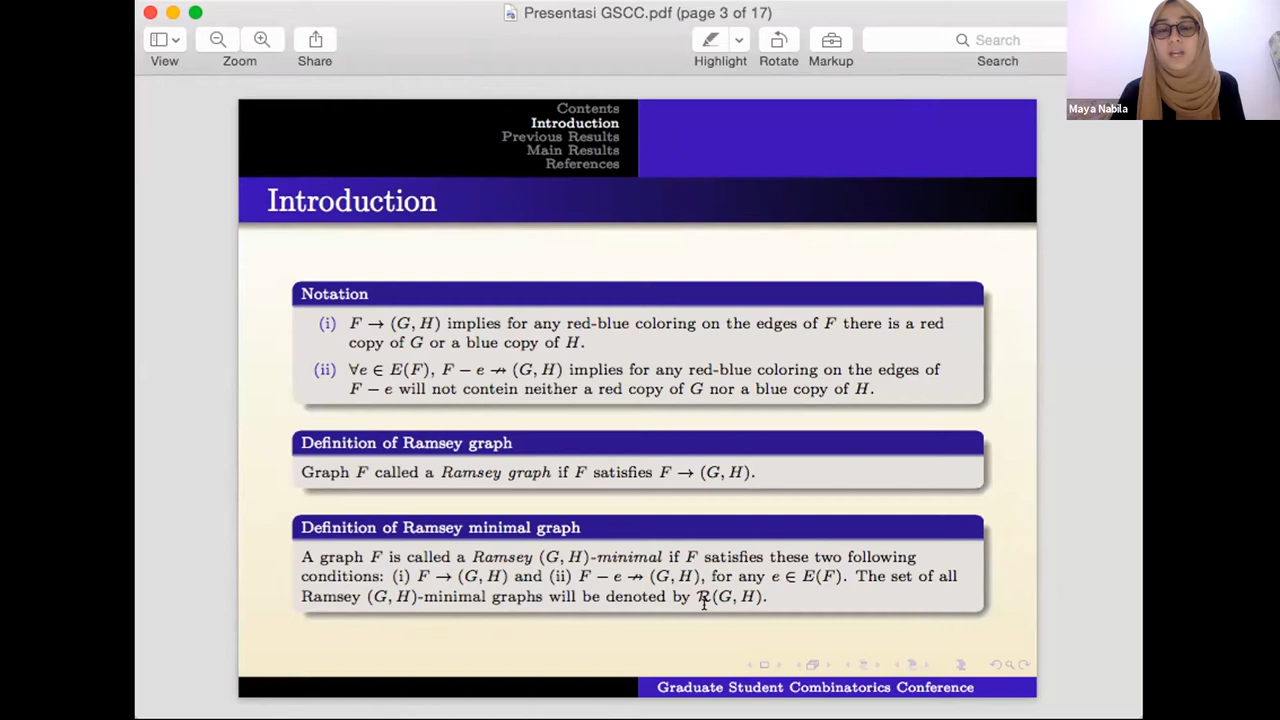 Presentasi GSCC.pdf (page 3 of 17)
View
Zoom
Share
Highlight
Rotate
Markup
Search
Search
Maya Nabila
Contents
Introduction
Previous Results
Main Results
References
Introduction
Notation
(i) F → (G, H) implies for any red-blue coloring on the edges of F there is a red
copy of G or a blue copy of H.
(ii) ∀e ∈ E(F), F − e ↛ (G, H) implies for any red-blue coloring on the edges of
F − e will not contein neither a red copy of G nor a blue copy of H.
Definition of Ramsey graph
Graph F called a Ramsey graph if F satisfies F → (G, H).
Definition of Ramsey minimal graph
A graph F is called a Ramsey (G, H)-minimal if F satisfies these two following
conditions: (i) F → (G, H) and (ii) F − e ↛ (G, H), for any e ∈ E(F). The set of all
Ramsey (G, H)-minimal graphs will be denoted by ℛ(G, H).
Graduate Student Combinatorics Conference